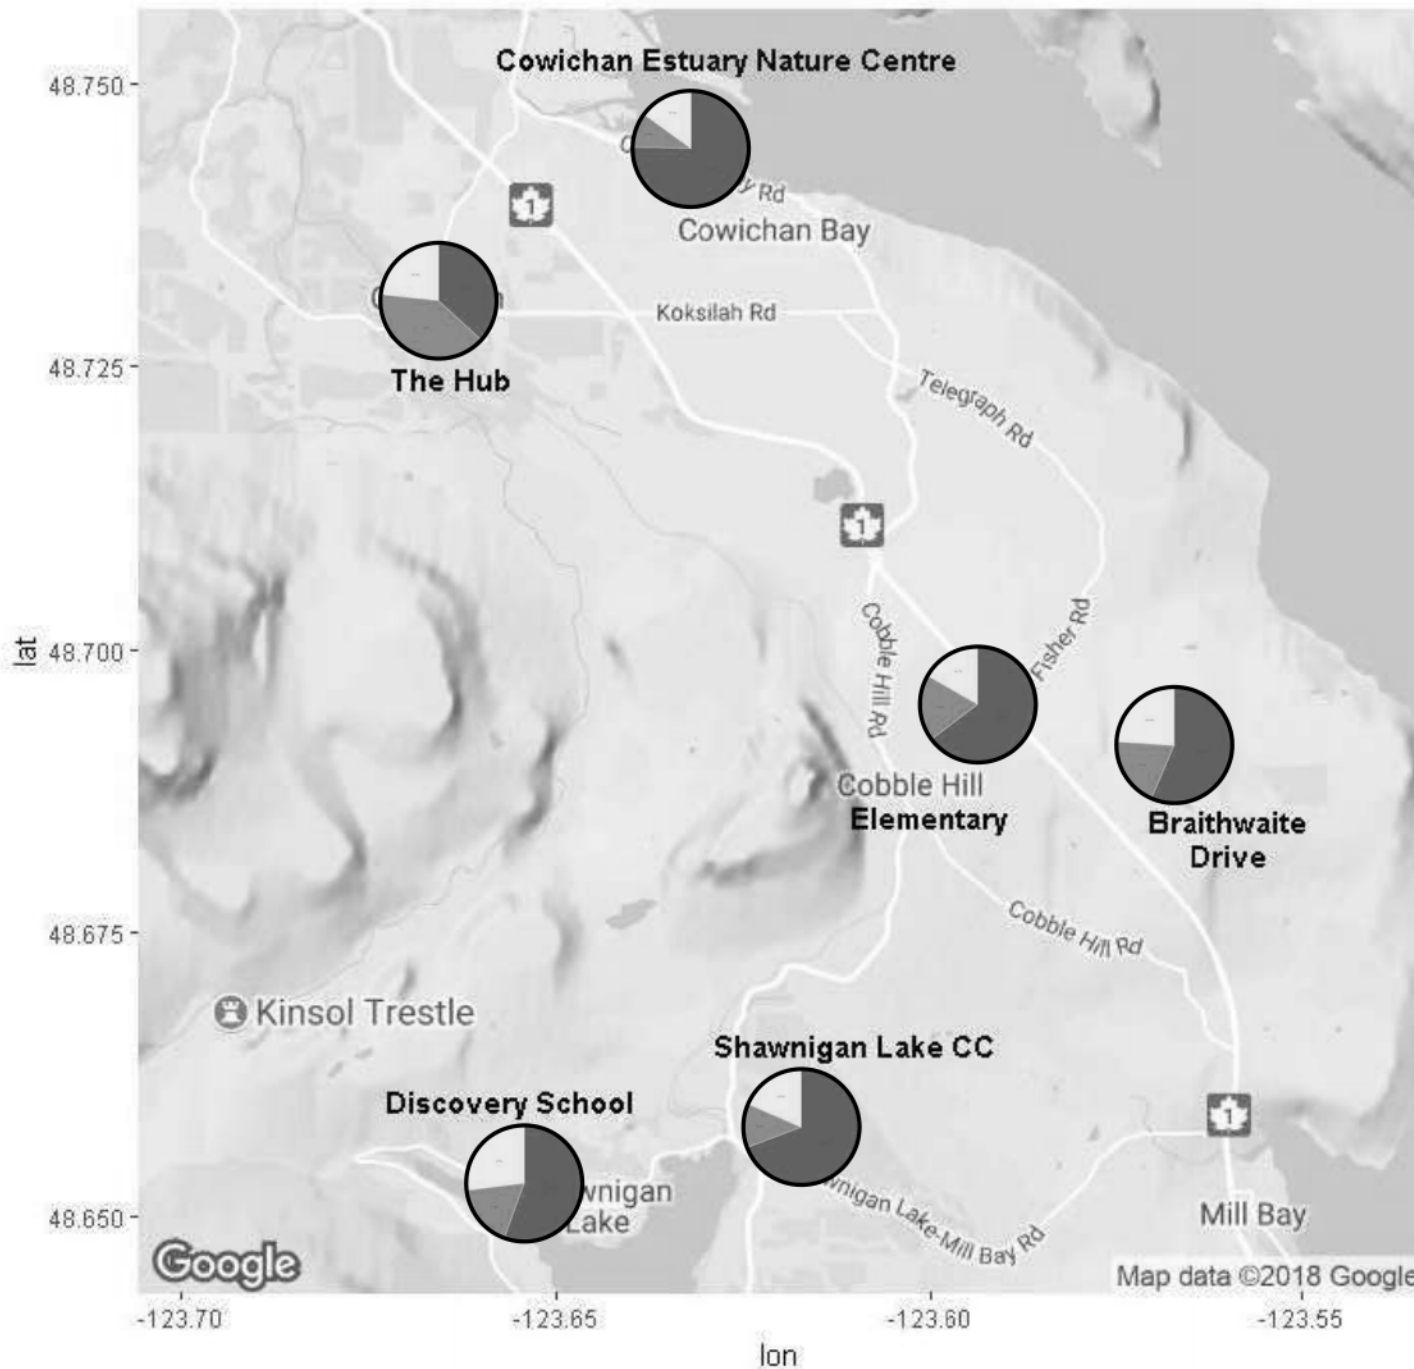 Cowichan Estuary Nature Centre
48.750
1
y Rd
Cowichan Bay
Koksilah Rd
48.725
The Hub
Telegraph Rd
1
Cobble Hill Rd
Fisher Rd
lat
48.700
Cobble Hill
Elementary
Braithwaite
Drive
48.675
Cobble Hill Rd
Kinsol Trestle
Shawnigan Lake CC
Discovery School
1
wnigan
Lake
wnigan Lake-Mill Bay Rd
48.650
Mill Bay
Google
Map data ©2018 Google
-123.70
-123.65
-123.60
-123.55
lon